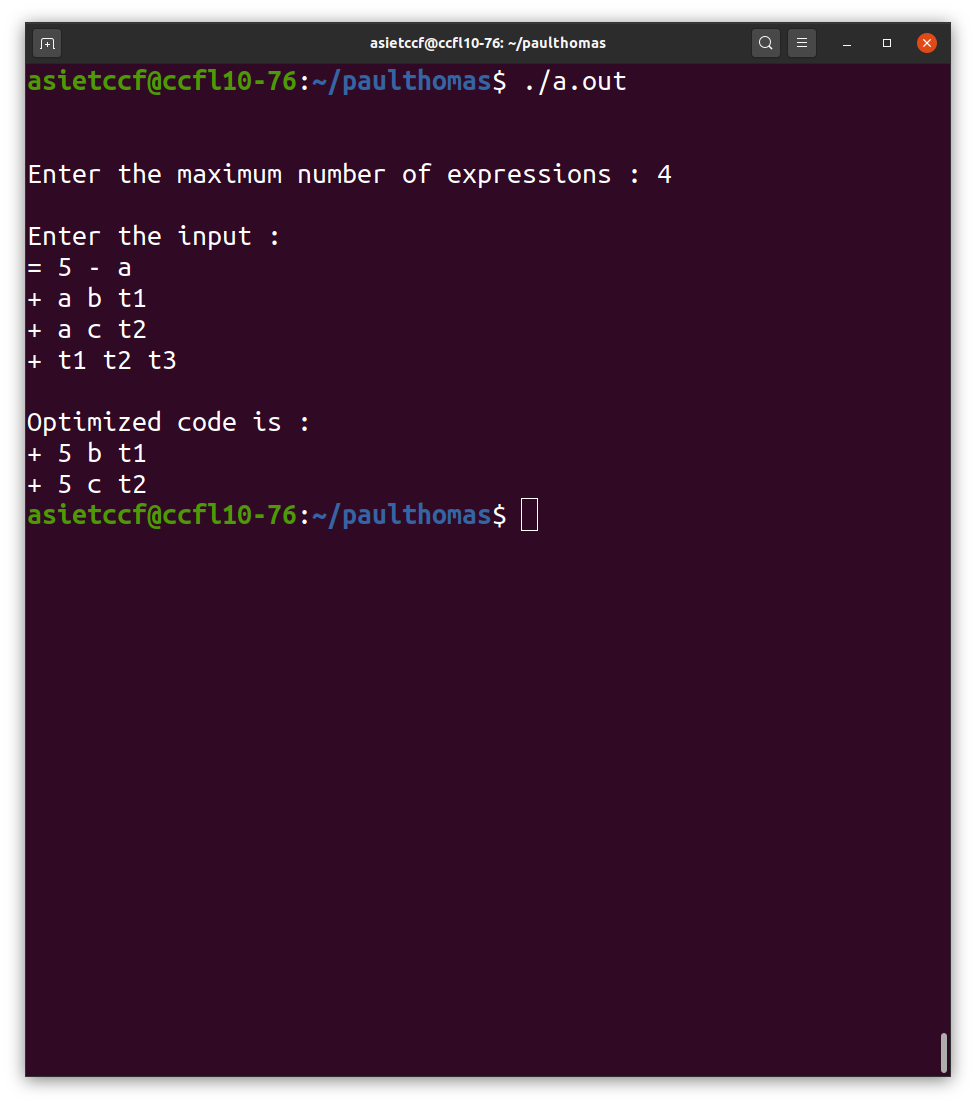 asietccf@ccfl10-76: ~/paulthomas
asietccf@ccfl10-76:~/paulthomas$ ./a.out
Enter the maximum number of expressions : 4
Enter the input :
= 5 - a
+ a b t1
+ a c t2
+ t1 t2 t3
Optimized code is :
+ 5 b t1
+ 5 c t2
asietccf@ccfl10-76:~/paulthomas$